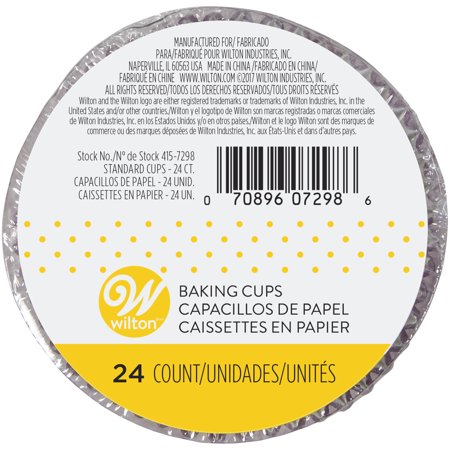 MANUFACTURED FOR/ FABRICADO
PARA/FABRIQUÉ POUR WILTON INDUSTRIES, INC.
NAPERVILLE, IL 60563 USA MADE IN CHINA/FABRICADO EN CHINA/
FABRIQUÉ EN CHINE WWW.WILTON.COM ©2017 WILTON INDUSTRIES, INC.
ALL RIGHTS RESERVED/TODOS LOS DERECHOS RESERVADOS/TOUS DROITS RÉSERVÉS
Wilton and the Wilton logo are either registered trademarks or trademarks of Wilton Industries, Inc. in the
United States and/or other countries./Wilton y el logotipo de Wilton son marcas registradas o marcas comerciales
de Wilton Industries, Inc. en los Estados Unidos y/o en otros países./Wilton et le logo Wilton sont des marques de
commerce ou des marques déposées de Wilton Industries, Inc. aux États-Unis et dans d'autres pays.
Stock No./N° de Stock 415-7298
STANDARD CUPS - 24 CT.
CAPACILLOS DE PAPEL - 24 UNID.
CAISSETTES EN PAPIER - 24 UN.
0 70896 07298 6
W
wilton
BAKING CUPS
CAPACILLOS DE PAPEL
CAISSETTES EN PAPIER
24 COUNT/UNIDADES/UNITÉS